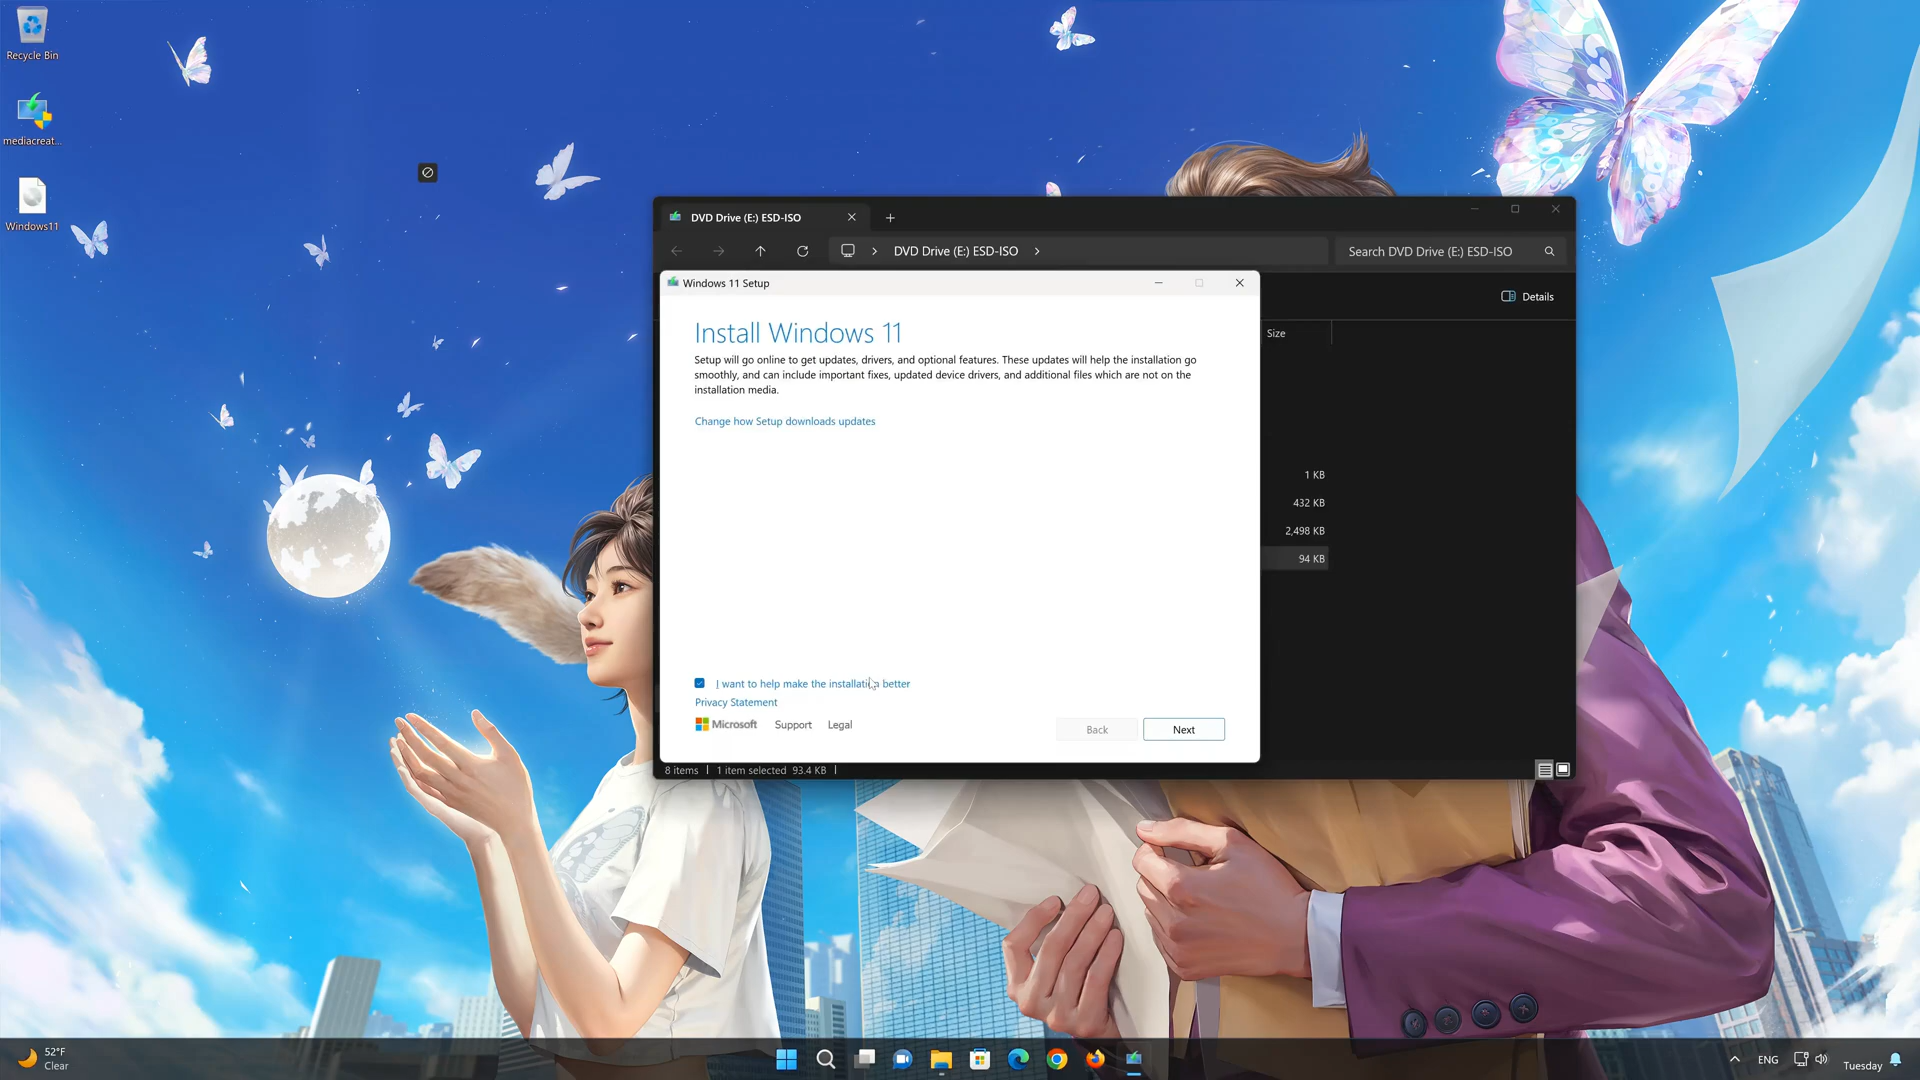 Recycle Bin
mediacreat...
Windows11
DVD Drive (E:) ESD-ISO
DVD Drive (E:) ESD-ISO
Search DVD Drive (E:) ESD-ISO
Details
Size
1 KB
432 KB
2,498 KB
94 KB
Windows 11 Setup
Install Windows 11
Setup will go online to get updates, drivers, and optional features. These updates will help the installation go
smoothly, and can include important fixes, updated device drivers, and additional files which are not on the
installation media.
Change how Setup downloads updates
I want to help make the installation better
Privacy Statement
Microsoft Support Legal
Back Next
8 items 1 item selected 93.4 KB
52°F
Clear
ENG
Tuesday